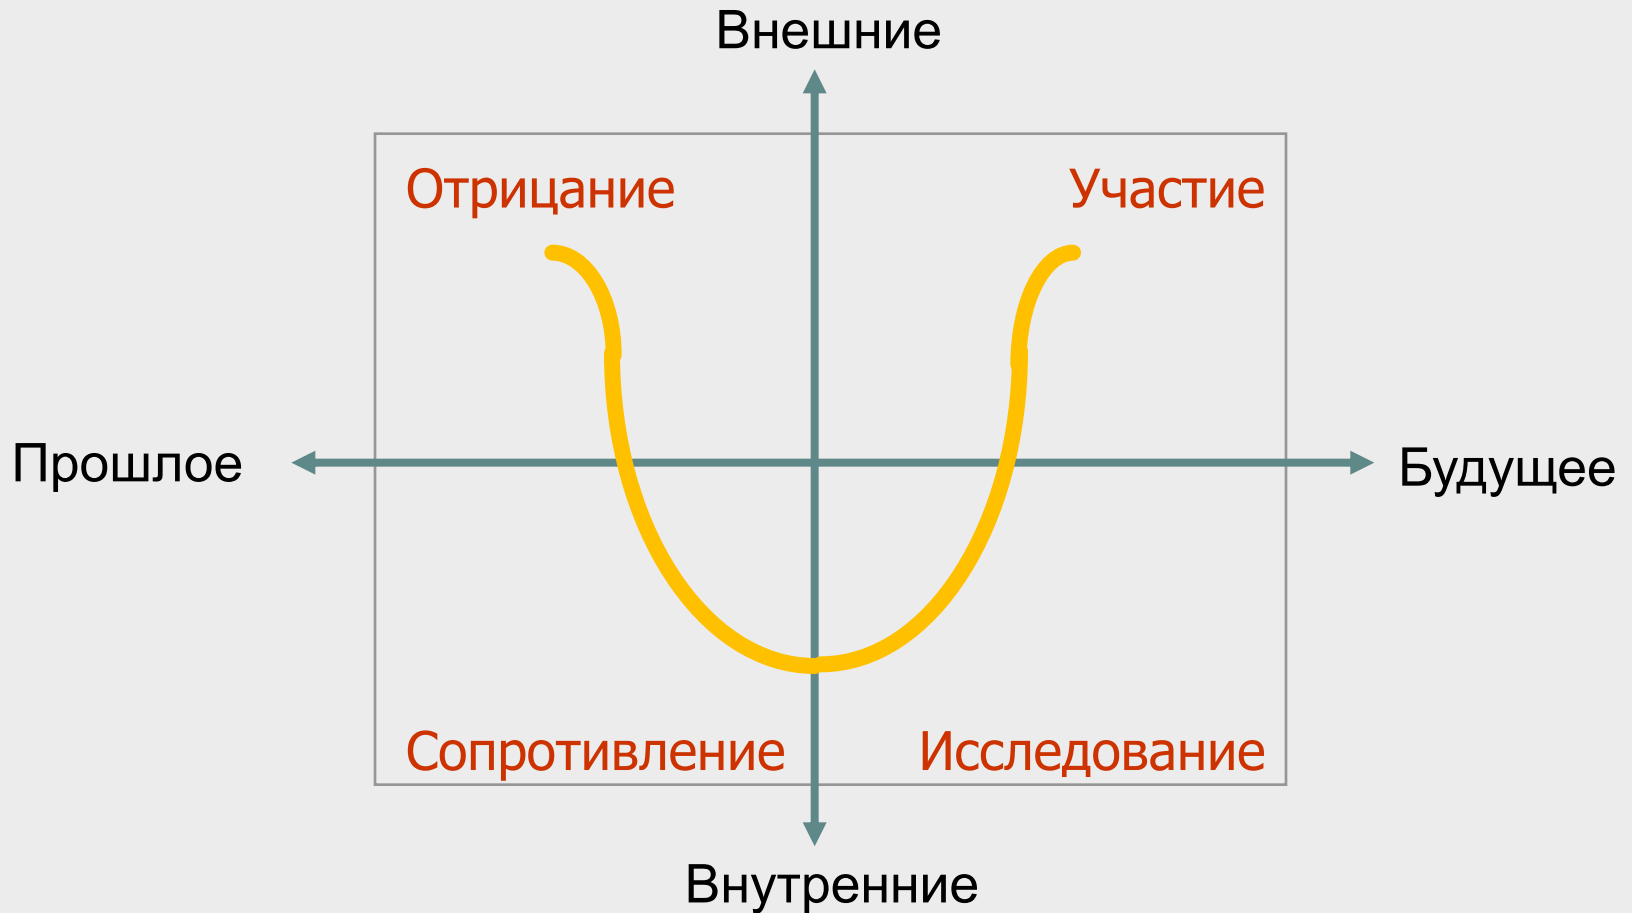 Внешние
Отрицание
Участие
Прошлое
Будущее
Сопротивление
Исследование
Внутренние